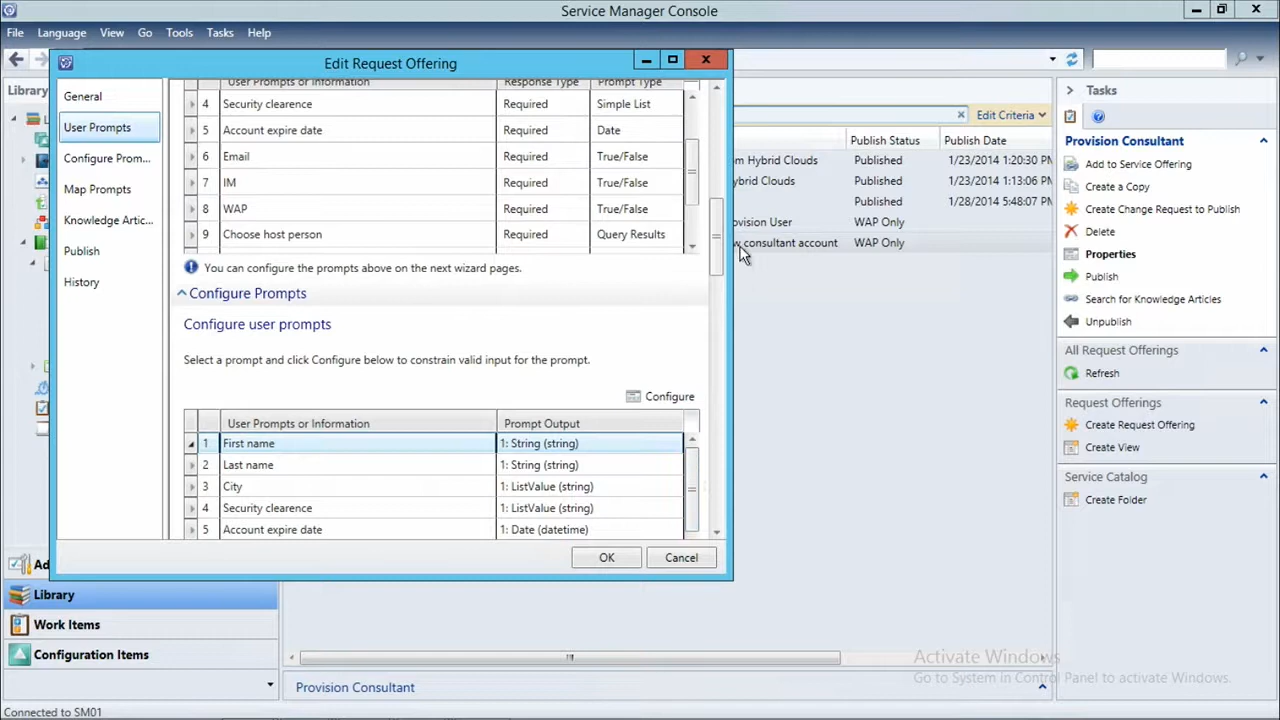 Service Manager Console
File Language View Go Tools Tasks Help
Edit Request Offering
Library
General
User Prompts
Configure Prom...
Map Prompts
Knowledge Artic...
Publish
History
User Prompts or Information Response Type Prompt Type
4 Security clearence Required Simple List
5 Account expire date Required Date
6 Email Required True/False
7 IM Required True/False
8 WAP Required True/False
9 Choose host person Required Query Results
You can configure the prompts above on the next wizard pages.
Configure Prompts
Configure user prompts
Select a prompt and click Configure below to constrain valid input for the prompt.
Configure
User Prompts or Information Prompt Output
1 First name 1: String (string)
2 Last name 1: String (string)
3 City 1: ListValue (string)
4 Security clearence 1: ListValue (string)
5 Account expire date 1: Date (datetime)
OK Cancel
Edit Criteria
Publish Status Publish Date
om Hybrid Clouds Published 1/23/2014 1:20:30 PM
ybrid Clouds Published 1/23/2014 1:13:06 PM
Published 1/28/2014 5:48:07 PM
ovision User WAP Only
w consultant account WAP Only
Tasks
Provision Consultant
Add to Service Offering
Create a Copy
Create Change Request to Publish
Delete
Properties
Publish
Search for Knowledge Articles
Unpublish
All Request Offerings
Refresh
Request Offerings
Create Request Offering
Create View
Service Catalog
Create Folder
Ad
Library
Work Items
Configuration Items
Provision Consultant
Activate Windows
Go to System in Control Panel to activate Windows.
Connected to SM01